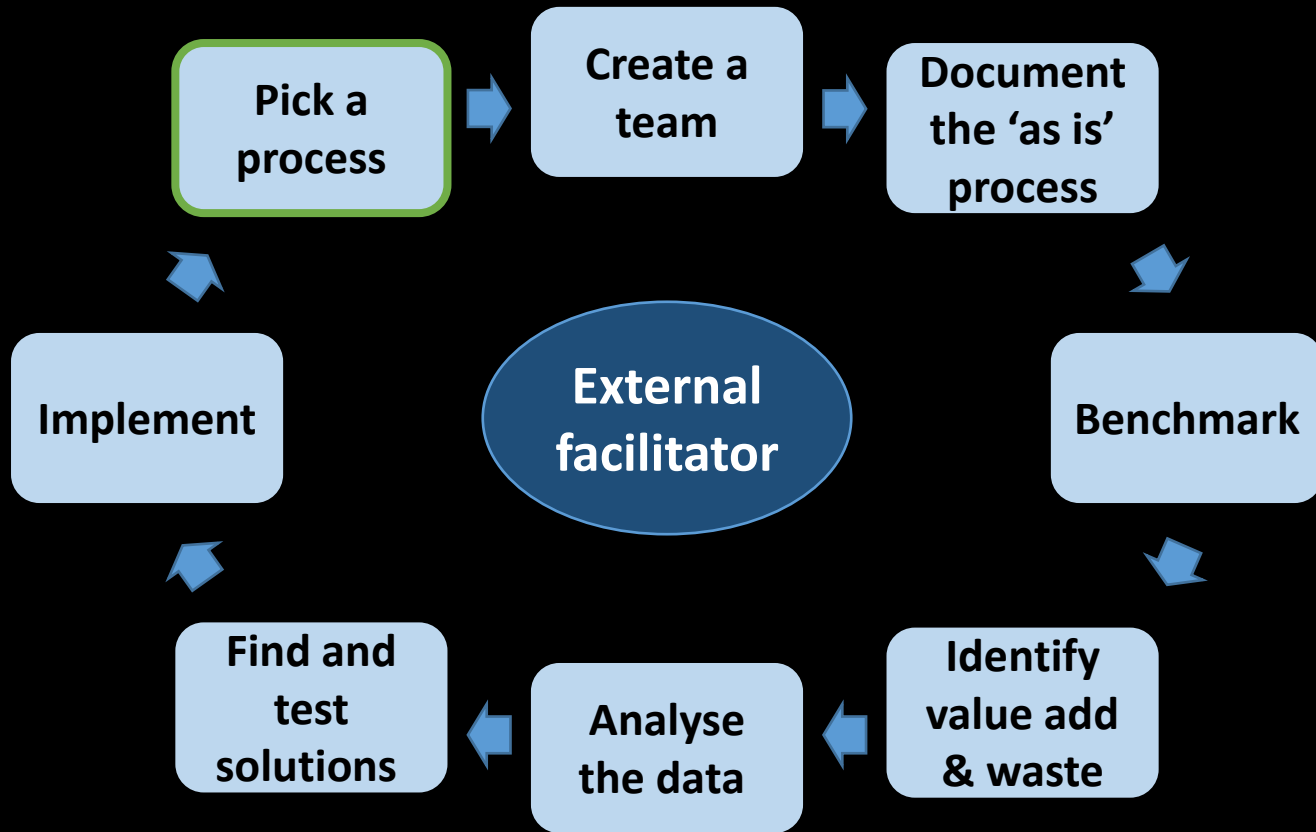 Pick a
process
Create a
team
Document
the ‘as is’
process
Benchmark
Identify
value add
& waste
Analyse
the data
Find and
test
solutions
Implement
External
facilitator